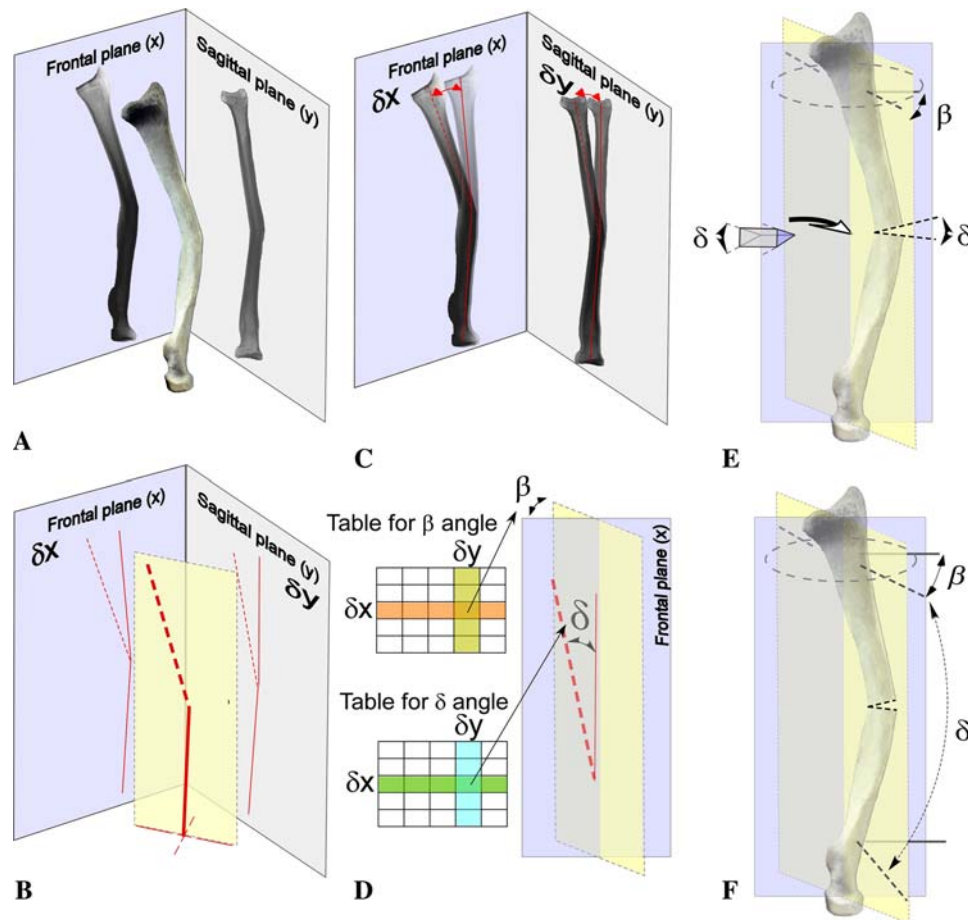 Frontal plane (x)
Sagittal plane (y)
A
Frontal plane (x)
δx
Sagittal plane (y)
δy
C
β
δ
δ
E
Frontal plane (x)
δx
Sagittal plane (y)
δy
B
β
Table for β angle
δy
δx
Table for δ angle
δy
δx
δ
Frontal plane (x)
D
β
δ
F